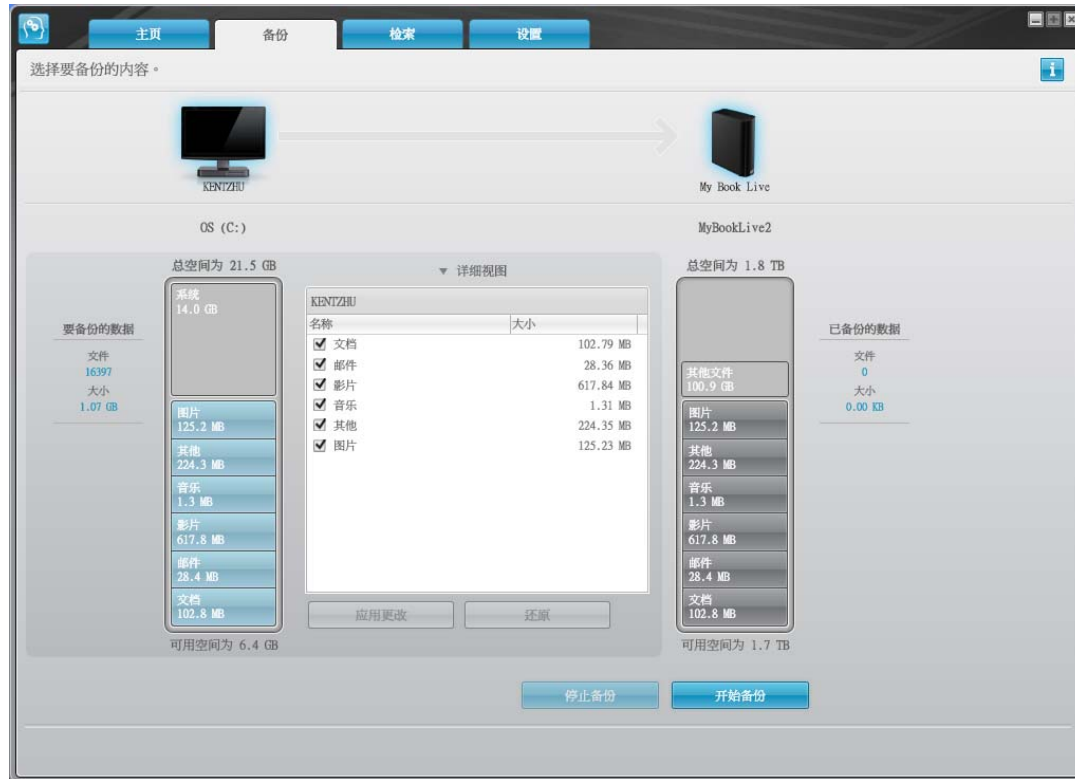 主页 备份 检索 设置
选择要备份的内容。
KENTZHU
My Book Live
OS (C:)
MyBookLive2
总空间为 21.5 GB
▼ 详细视图
总空间为 1.8 TB
要备份的数据
文件
16397
大小
1.07 GB
系统
14.0 GB
图片
125.2 MB
其他
224.3 MB
音乐
1.3 MB
影片
617.8 MB
邮件
28.4 MB
文档
102.8 MB
可用空间为 6.4 GB
KENTZHU
名称 大小
文档 102.79 MB
邮件 28.36 MB
影片 617.84 MB
音乐 1.31 MB
其他 224.35 MB
图片 125.23 MB
应用更改 还原
其他文件
100.9 GB
图片
125.2 MB
其他
224.3 MB
音乐
1.3 MB
影片
617.8 MB
邮件
28.4 MB
文档
102.8 MB
可用空间为 1.7 TB
已备份的数据
文件
0
大小
0.00 KB
停止备份 开始备份